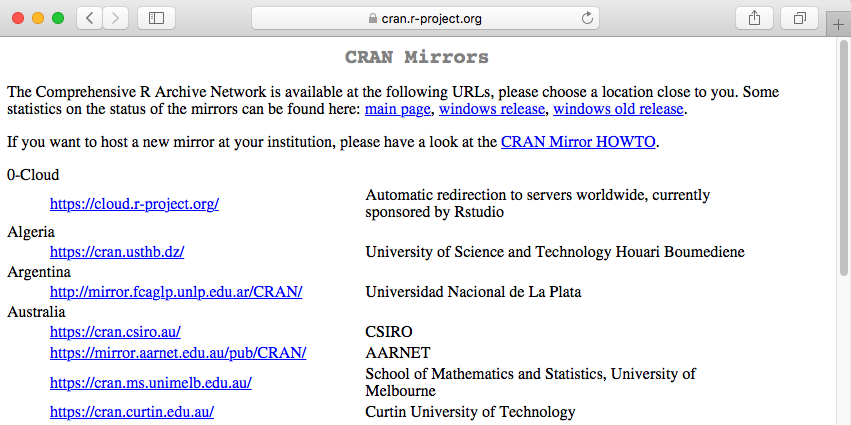 cran.r-project.org
CRAN Mirrors
The Comprehensive R Archive Network is available at the following URLs, please choose a location close to you. Some
statistics on the status of the mirrors can be found here: main page, windows release, windows old release.
If you want to host a new mirror at your institution, please have a look at the CRAN Mirror HOWTO.
0-Cloud
https://cloud.r-project.org/ Automatic redirection to servers worldwide, currently
sponsored by Rstudio
Algeria
https://cran.usthb.dz/ University of Science and Technology Houari Boumediene
Argentina
http://mirror.fcaglp.unlp.edu.ar/CRAN/ Universidad Nacional de La Plata
Australia
https://cran.csiro.au/ CSIRO
https://mirror.aarnet.edu.au/pub/CRAN/ AARNET
https://cran.ms.unimelb.edu.au/ School of Mathematics and Statistics, University of
Melbourne
https://cran.curtin.edu.au/ Curtin University of Technology